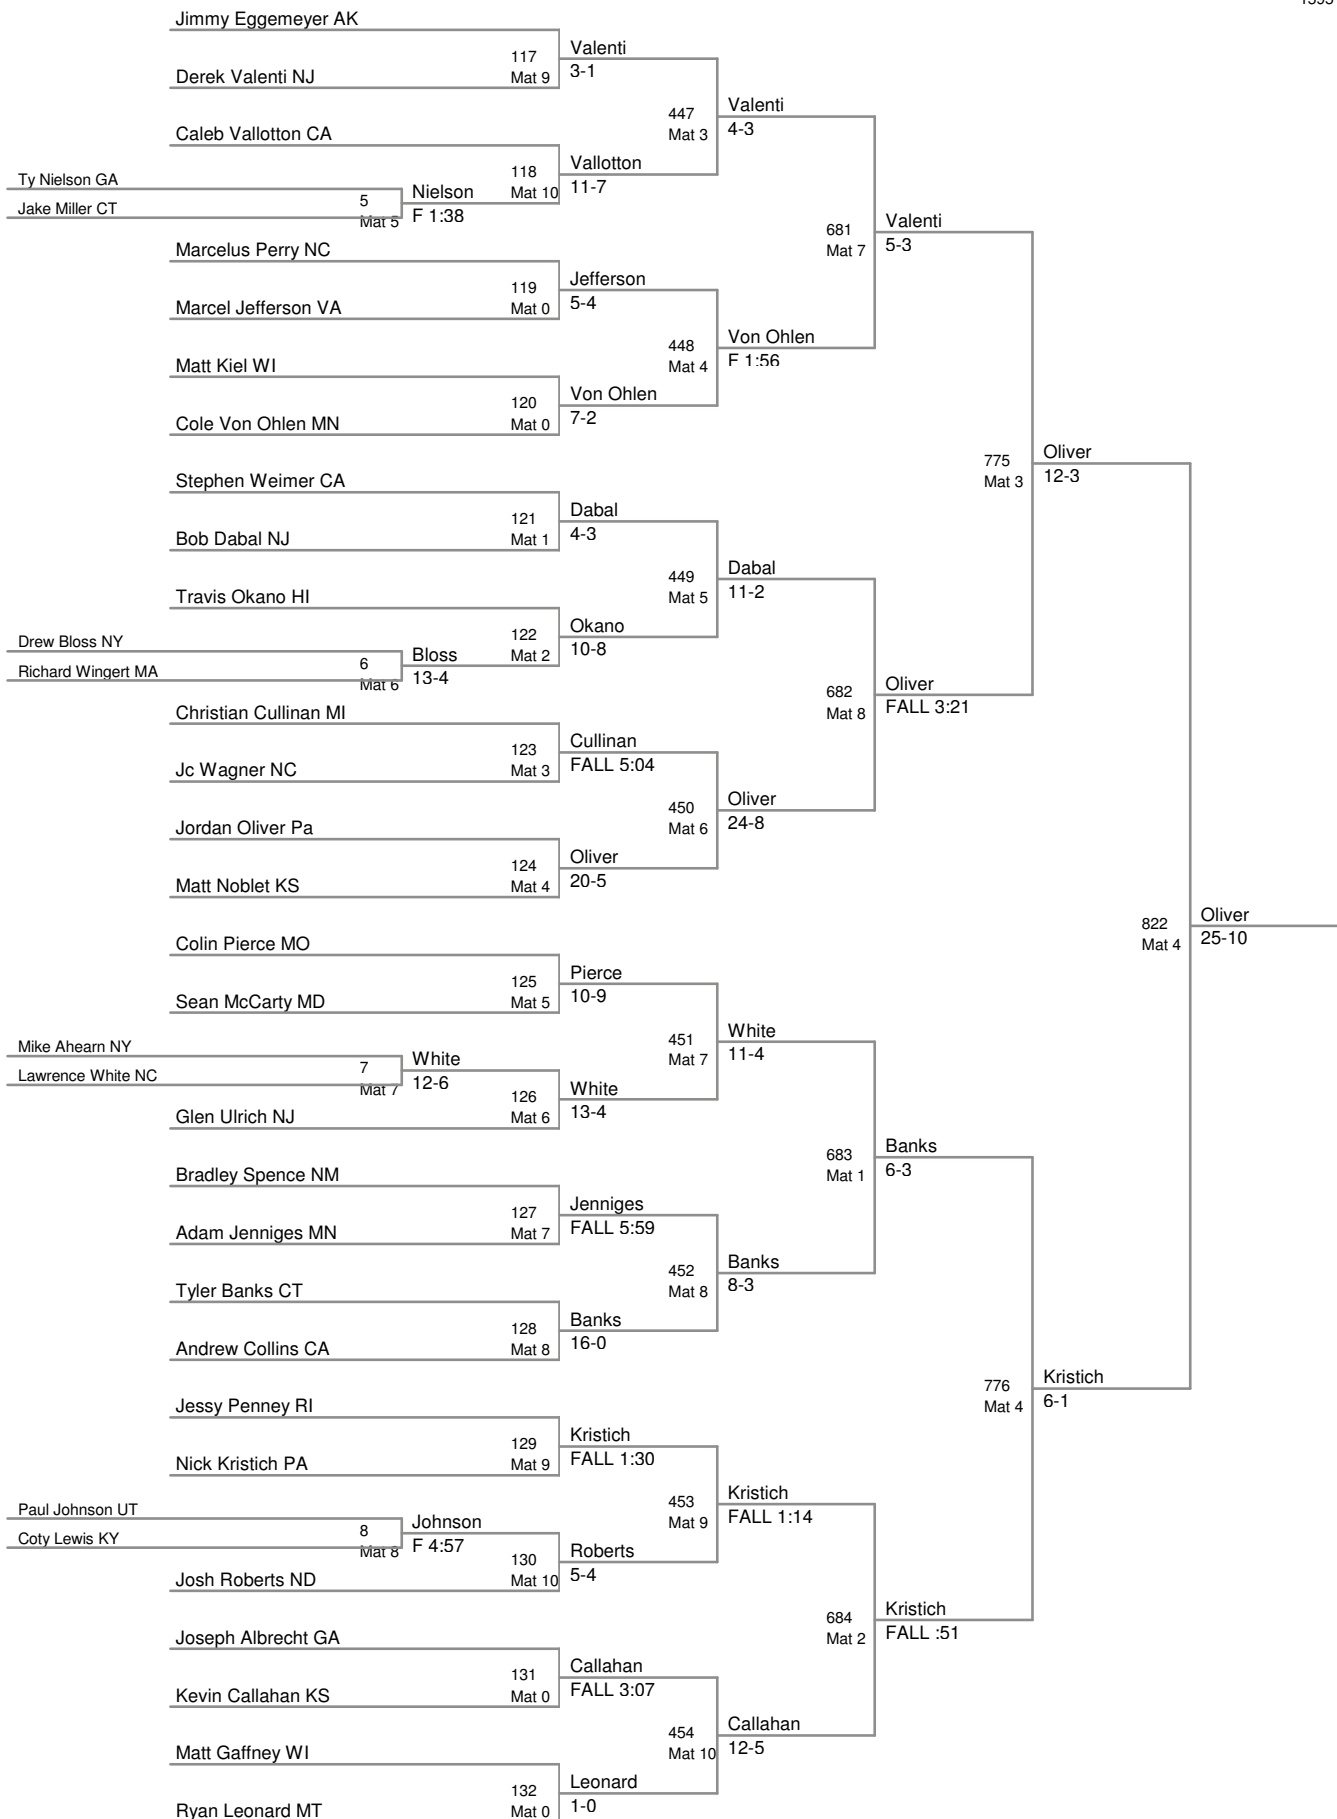 Jimmy Eggemeyer AK
117
Mat 9
Valenti
3-1
Derek Valenti NJ
447
Mat 3
Valenti
4-3
Caleb Vallotton CA
118
Mat 10
Vallotton
11-7
Ty Nielson GA
Jake Miller CT
5
Mat 5
Nielson
F 1:38
681
Mat 7
Valenti
5-3
Marcelus Perry NC
119
Mat 0
Jefferson
5-4
Marcel Jefferson VA
448
Mat 4
Von Ohlen
F 1:56
Matt Kiel WI
120
Mat 0
Von Ohlen
7-2
Cole Von Ohlen MN
775
Mat 3
Oliver
12-3
Stephen Weimer CA
121
Mat 1
Dabal
4-3
Bob Dabal NJ
449
Mat 5
Dabal
11-2
Travis Okano HI
122
Mat 2
Okano
10-8
Drew Bloss NY
Richard Wingert MA
6
Mat 6
Bloss
13-4
682
Mat 8
Oliver
FALL 3:21
Christian Cullinan MI
123
Mat 3
Cullinan
FALL 5:04
Jc Wagner NC
450
Mat 6
Oliver
24-8
Jordan Oliver Pa
124
Mat 4
Oliver
20-5
Matt Noblet KS
822
Mat 4
Oliver
25-10
Colin Pierce MO
125
Mat 5
Pierce
10-9
Sean McCarty MD
451
Mat 7
White
11-4
Mike Ahearn NY
Lawrence White NC
7
Mat 7
White
12-6
126
Mat 6
White
13-4
Glen Ulrich NJ
683
Mat 1
Banks
6-3
Bradley Spence NM
127
Mat 7
Jenniges
FALL 5:59
Adam Jenniges MN
452
Mat 8
Banks
8-3
Tyler Banks CT
128
Mat 8
Banks
16-0
Andrew Collins CA
776
Mat 4
Kristich
6-1
Jessy Penney RI
129
Mat 9
Kristich
FALL 1:30
Nick Kristich PA
453
Mat 9
Kristich
FALL 1:14
Paul Johnson UT
Coty Lewis KY
8
Mat 8
Johnson
F 4:57
130
Mat 10
Roberts
5-4
Josh Roberts ND
684
Mat 2
Kristich
FALL :51
Joseph Albrecht GA
131
Mat 0
Callahan
FALL 3:07
Kevin Callahan KS
454
Mat 10
Callahan
12-5
Matt Gaffney WI
132
Mat 0
Leonard
1-0
Ryan Leonard MT